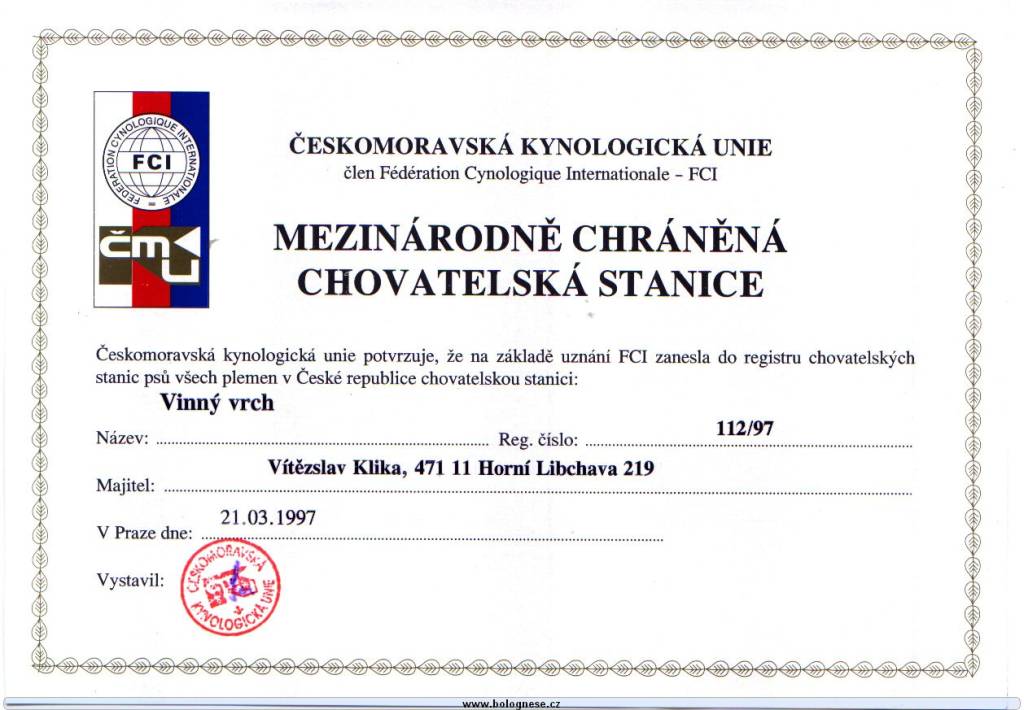 FEDERATION CYNOLOGIQUE INTERNATIONALE
FCI
čmku
ČESKOMORAVSKÁ KYNOLOGICKÁ UNIE
člen Fédération Cynologique Internationale – FCI
MEZINÁRODNĚ CHRÁNĚNÁ
CHOVATELSKÁ STANICE
Českomoravská kynologická unie potvrzuje, že na základě uznání FCI zanesla do registru chovatelských
stanic psů všech plemen v České republice chovatelskou stanici:
Vinný vrch
Název: Reg. číslo: 112/97
Vítězslav Klika, 471 11 Horní Libchava 219
Majitel:
21.03.1997
V Praze dne:
Vystavil:
ČESKOMORAVSKÁ
KYNOLOGICKÁ UNIE
www.bolognese.cz